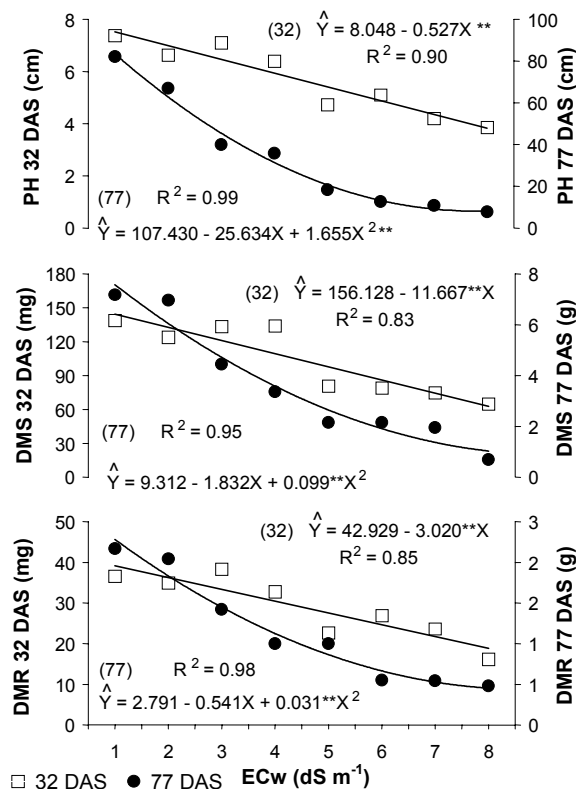 (32) Ŷ = 8.048 - 0.527X **
R² = 0.90
PH 32 DAS (cm)
8
6
4
2
0
PH 77 DAS (cm)
100
80
60
40
20
0
(77) R² = 0.99
Ŷ = 107.430 - 25.634X + 1.655X²**
(32) Ŷ = 156.128 - 11.667**X
R² = 0.83
DMS 32 DAS (mg)
180
150
120
90
60
30
0
DMS 77 DAS (g)
8
6
4
2
0
(77) R² = 0.95
Ŷ = 9.312 - 1.832X + 0.099**X²
(32) Ŷ = 42.929 - 3.020**X
R² = 0.85
DMR 32 DAS (mg)
50
40
30
20
10
0
DMR 77 DAS (g)
3
2
2
1
1
0
(77) R² = 0.98
Ŷ = 2.791 - 0.541X + 0.031**X²
1 2 3 4 5 6 7 8
32 DAS 77 DAS ECw (dS m⁻¹)